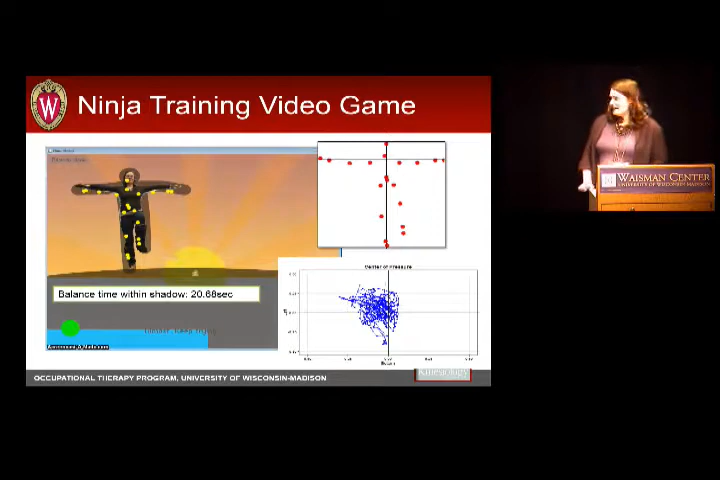 W
Ninja Training Video Game
Balance time within shadow: 20.68sec
Center of Pressure
OCCUPATIONAL THERAPY PROGRAM, UNIVERSITY OF WISCONSIN-MADISON
Kinesiology
WAISMAN CENTER
UNIVERSITY OF WISCONSIN-MADISON